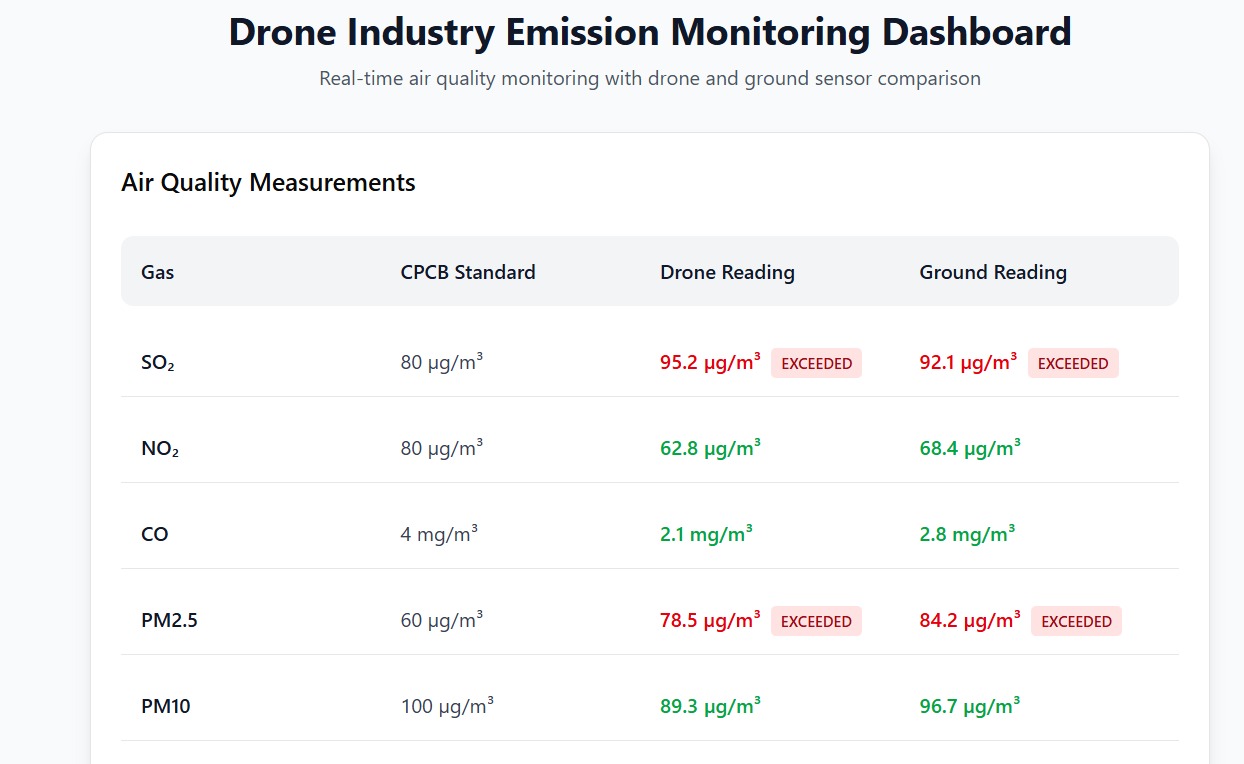 Drone Industry Emission Monitoring Dashboard
Real-time air quality monitoring with drone and ground sensor comparison
Air Quality Measurements
Gas CPCB Standard Drone Reading Ground Reading
SO₂ 80 µg/m³ 95.2 µg/m³ EXCEEDED 92.1 µg/m³ EXCEEDED
NO₂ 80 µg/m³ 62.8 µg/m³ 68.4 µg/m³
CO 4 mg/m³ 2.1 mg/m³ 2.8 mg/m³
PM2.5 60 µg/m³ 78.5 µg/m³ EXCEEDED 84.2 µg/m³ EXCEEDED
PM10 100 µg/m³ 89.3 µg/m³ 96.7 µg/m³